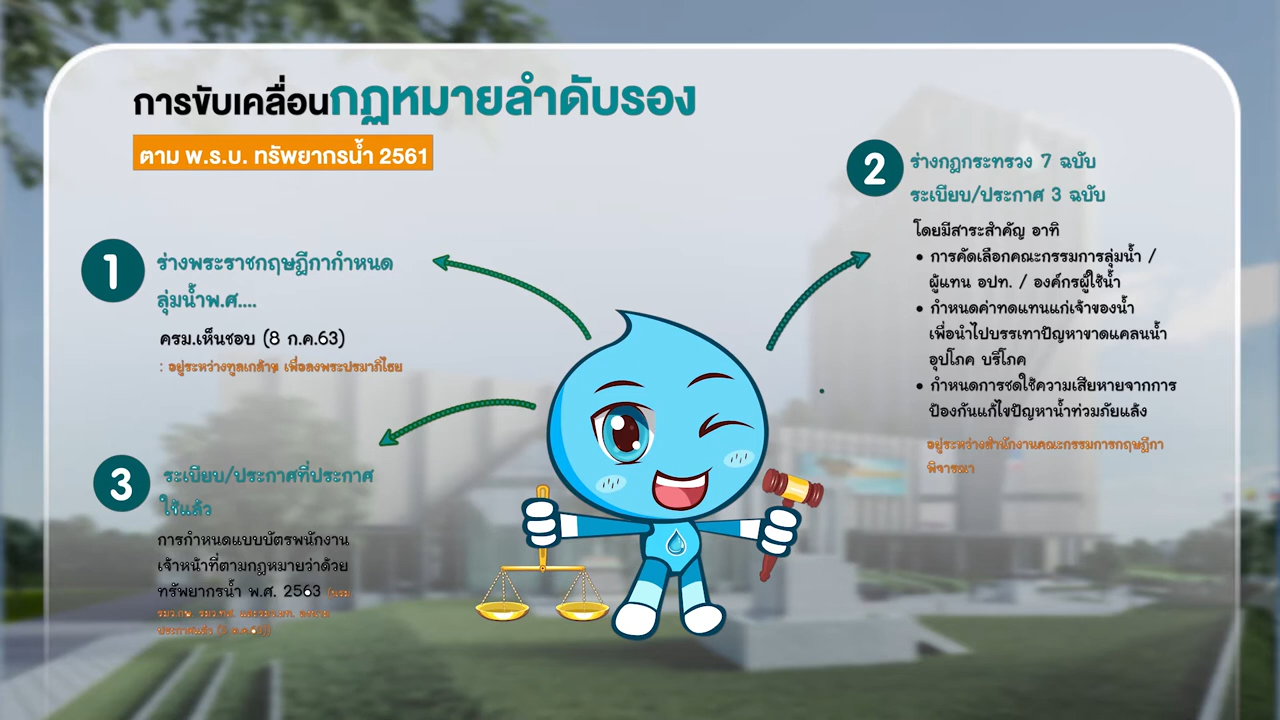 การขับเคลื่อนกฎหมายลำดับรอง
ตาม พ.ร.บ. ทรัพยากรน้ำ 2561
1
ร่างพระราชกฤษฎีกากำหนด
ลุ่มน้ำพ.ศ....
ครม.เห็นชอบ (8 ก.ค.63)
: อยู่ระหว่างทูลเกล้าฯ เพื่อลงพระปรมาภิไธย
2
ร่างกฎกระทรวง 7 ฉบับ
ระเบียบ/ประกาศ 3 ฉบับ
โดยมีสาระสำคัญ อาทิ
• การคัดเลือกคณะกรรมการลุ่มน้ำ /
ผู้แทน อปท. / องค์กรผู้ใช้น้ำ
• กำหนดค่าทดแทนแก่เจ้าของน้ำ
เพื่อนำไปบรรเทาปัญหาขาดแคลนน้ำ
อุปโภค บริโภค
• กำหนดการชดใช้ความเสียหายจากการ
ป้องกันแก้ไขปัญหาน้ำท่วมภัยแล้ง
อยู่ระหว่างสำนักงานคณะกรรมการกฤษฎีกา
พิจารณา
3
ระเบียบ/ประกาศที่ประกาศ
ใช้แล้ว
การกำหนดแบบบัตรพนักงาน
เจ้าหน้าที่ตามกฎหมายว่าด้วย
ทรัพยากรน้ำ พ.ศ. 2563